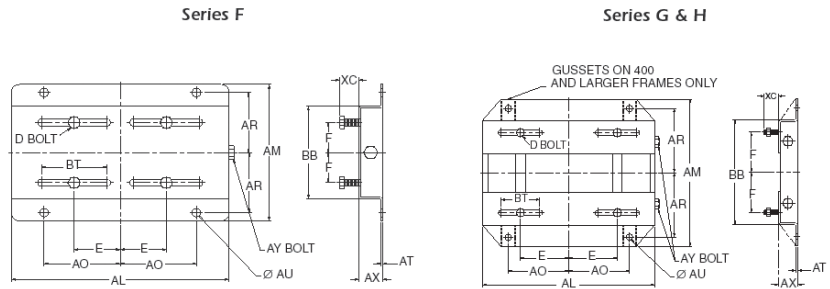 Series F
Series G & H
XC
D BOLT
BT
AR
AR
AM
F
F
BB
E
E
AO
AO
AL
AY BOLT
Ø AU
AX
AT
GUSSETS ON 400
AND LARGER FRAMES ONLY
XC
D BOLT
BT
AR
AR
AM
F
F
BB
E
E
AO
AO
AL
AY BOLT
Ø AU
AX
AT